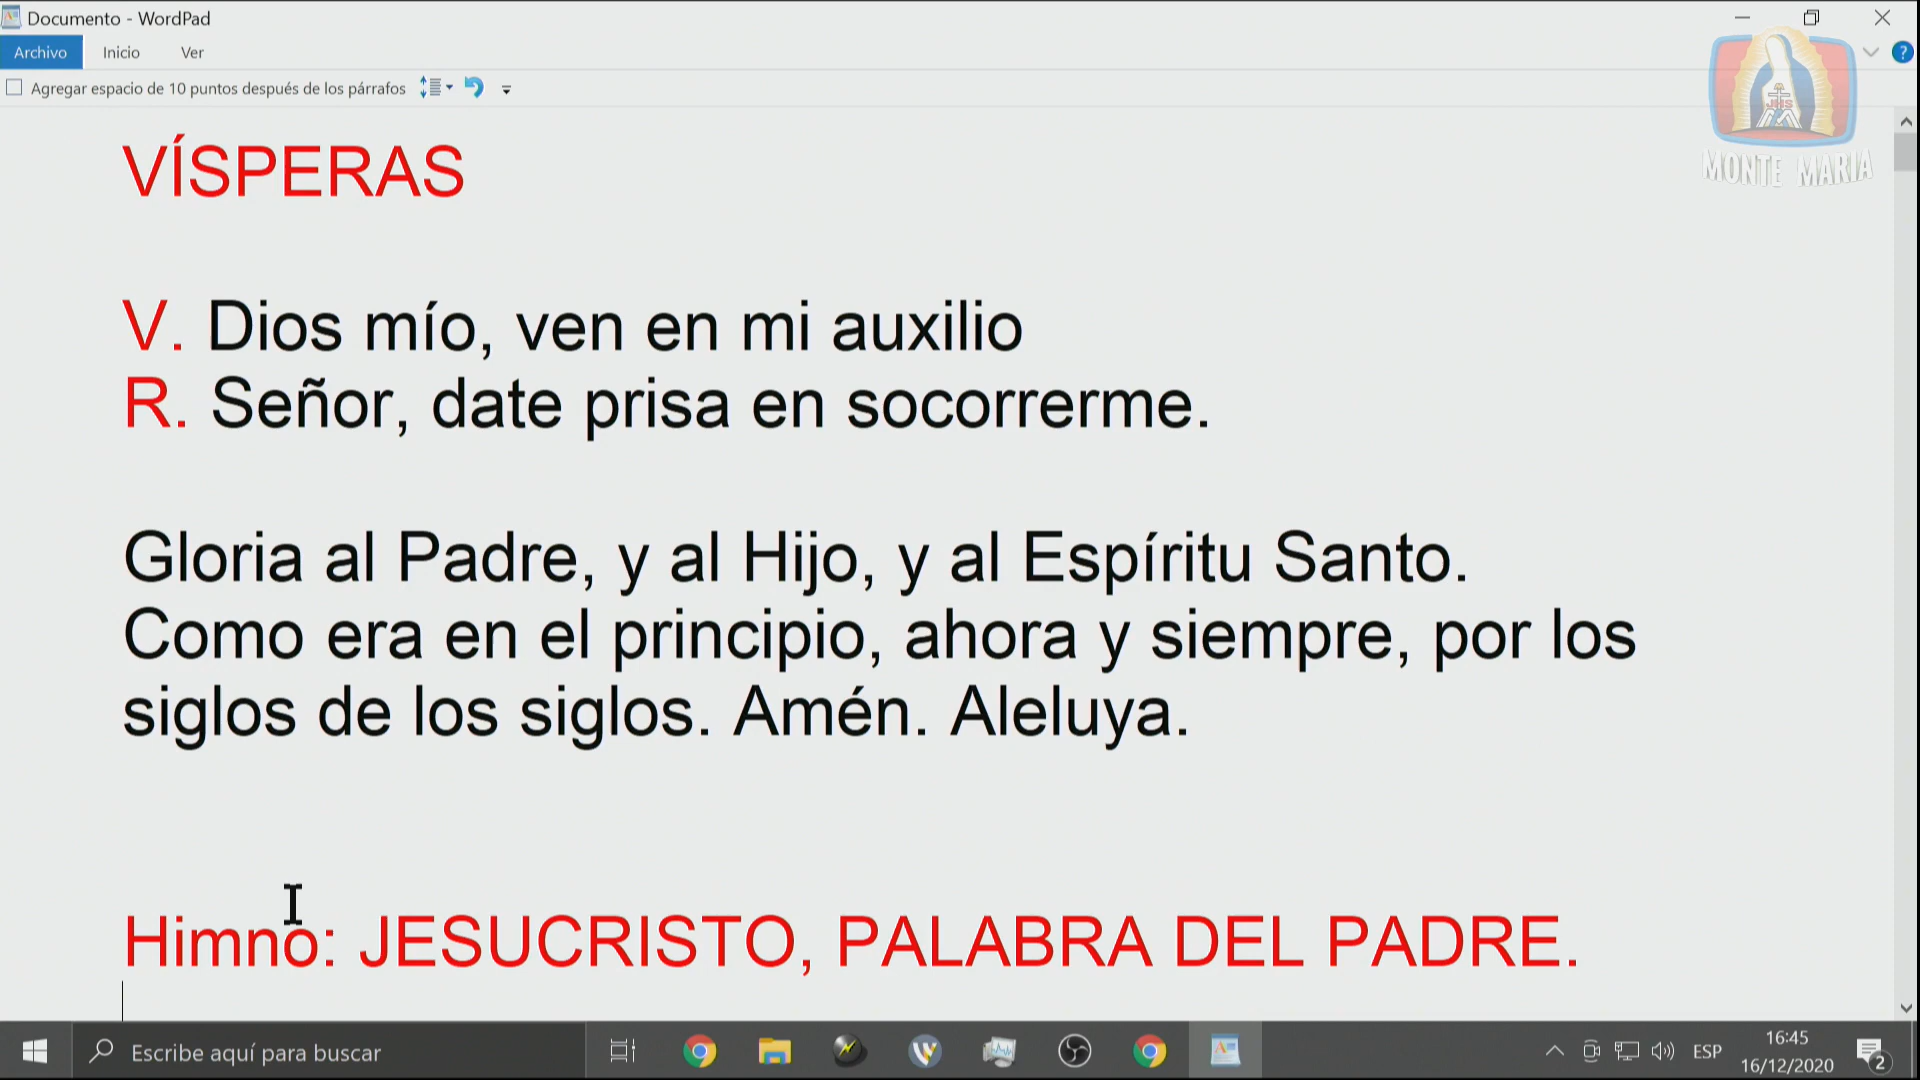 Documento - WordPad
Archivo Inicio Ver
?
Agregar espacio de 10 puntos después de los párrafos
JHS
MONTE MARIA
VÍSPERAS
V. Dios mío, ven en mi auxilio
R. Señor, date prisa en socorrerme.
Gloria al Padre, y al Hijo, y al Espíritu Santo.
Como era en el principio, ahora y siempre, por los
siglos de los siglos. Amén. Aleluya.
Himno: JESUCRISTO, PALABRA DEL PADRE.
Escribe aquí para buscar
ESP
16:45
16/12/2020
2